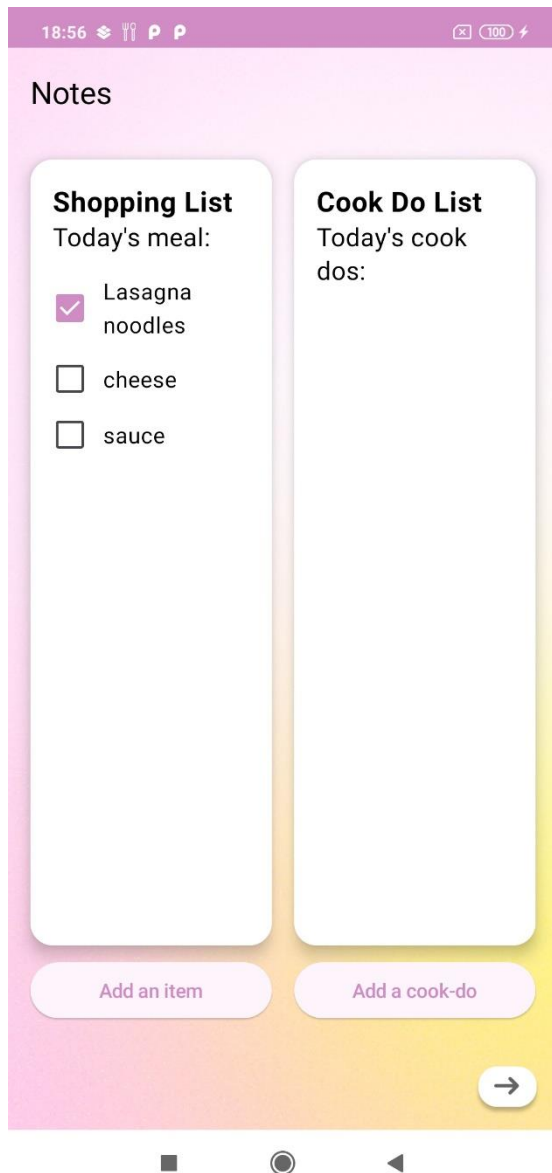 18:56
100
Notes
Shopping List
Today's meal:
Lasagna
noodles
cheese
sauce
Cook Do List
Today's cook
dos:
Add an item
Add a cook-do